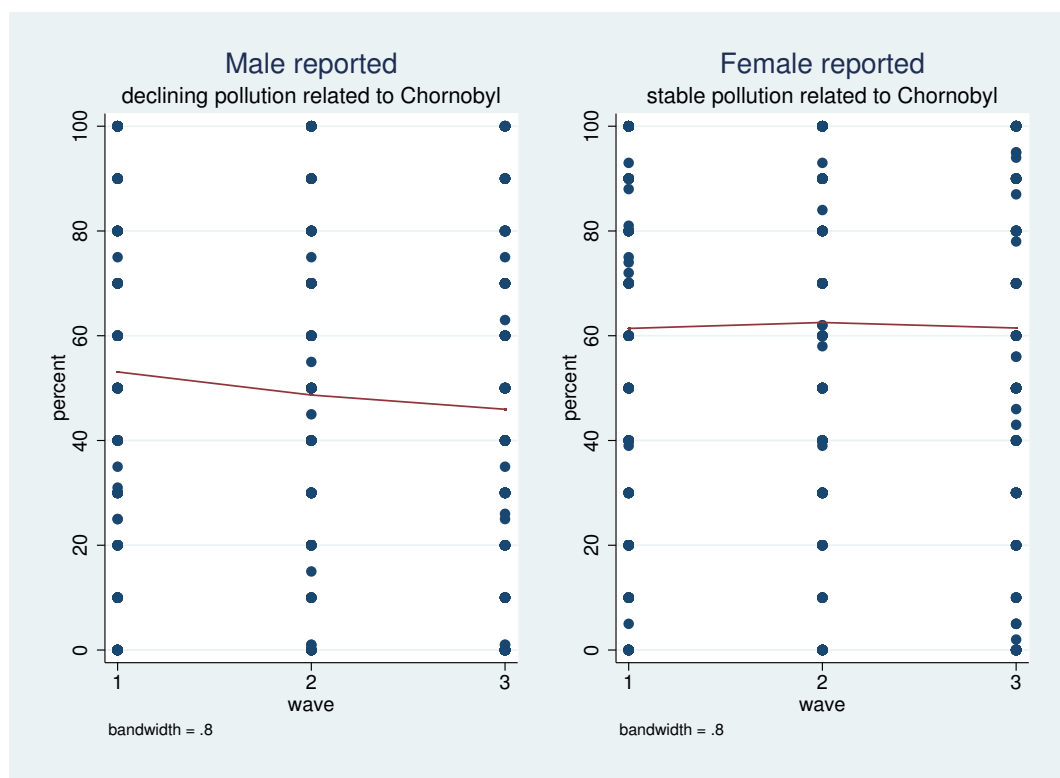 Male reported
declining pollution related to Chornobyl
100
80
60
40
20
0
percent
1 2 3
wave
bandwidth = .8
Female reported
stable pollution related to Chornobyl
100
80
60
40
20
0
percent
1 2 3
wave
bandwidth = .8